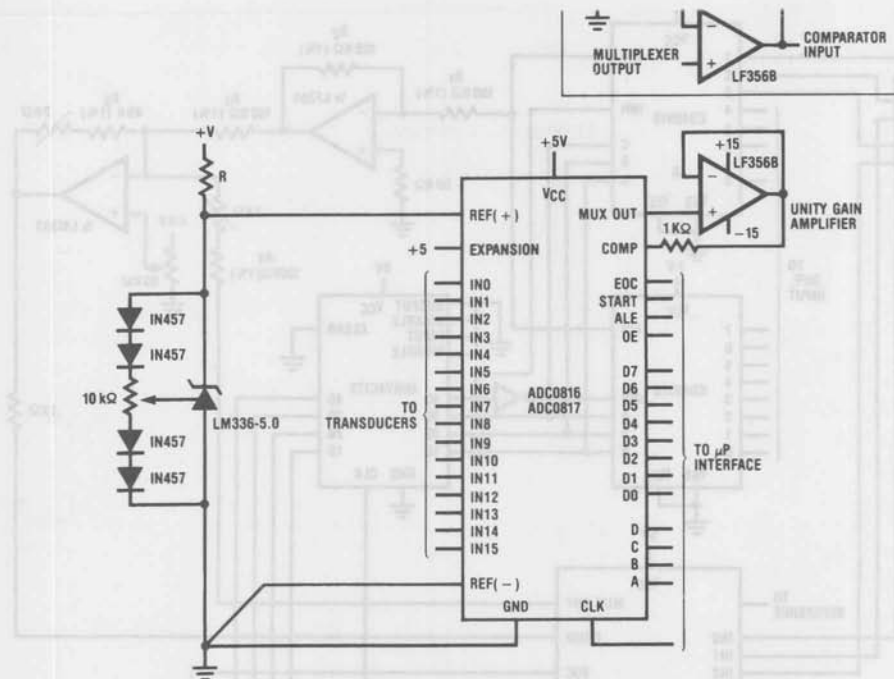 COMPARATOR
INPUT
MULTIPLEXER
OUTPUT
−
+
LF356B
+V
R
+5V
VCC
REF(+)
MUX OUT
−
+
+15
LF356B
−15
UNITY GAIN
AMPLIFIER
1KΩ
+5
EXPANSION
COMP
IN0
IN1
IN2
IN3
IN4
IN5
IN6
IN7
IN8
IN9
IN10
IN11
IN12
IN13
IN14
IN15
TO
TRANSDUCERS
ADC0816
ADC0817
EOC
START
ALE
OE
D7
D6
D5
D4
D3
D2
D1
D0
D
C
B
A
TO μP
INTERFACE
IN457
IN457
10 kΩ
LM336-5.0
IN457
IN457
REF(−)
GND
CLK